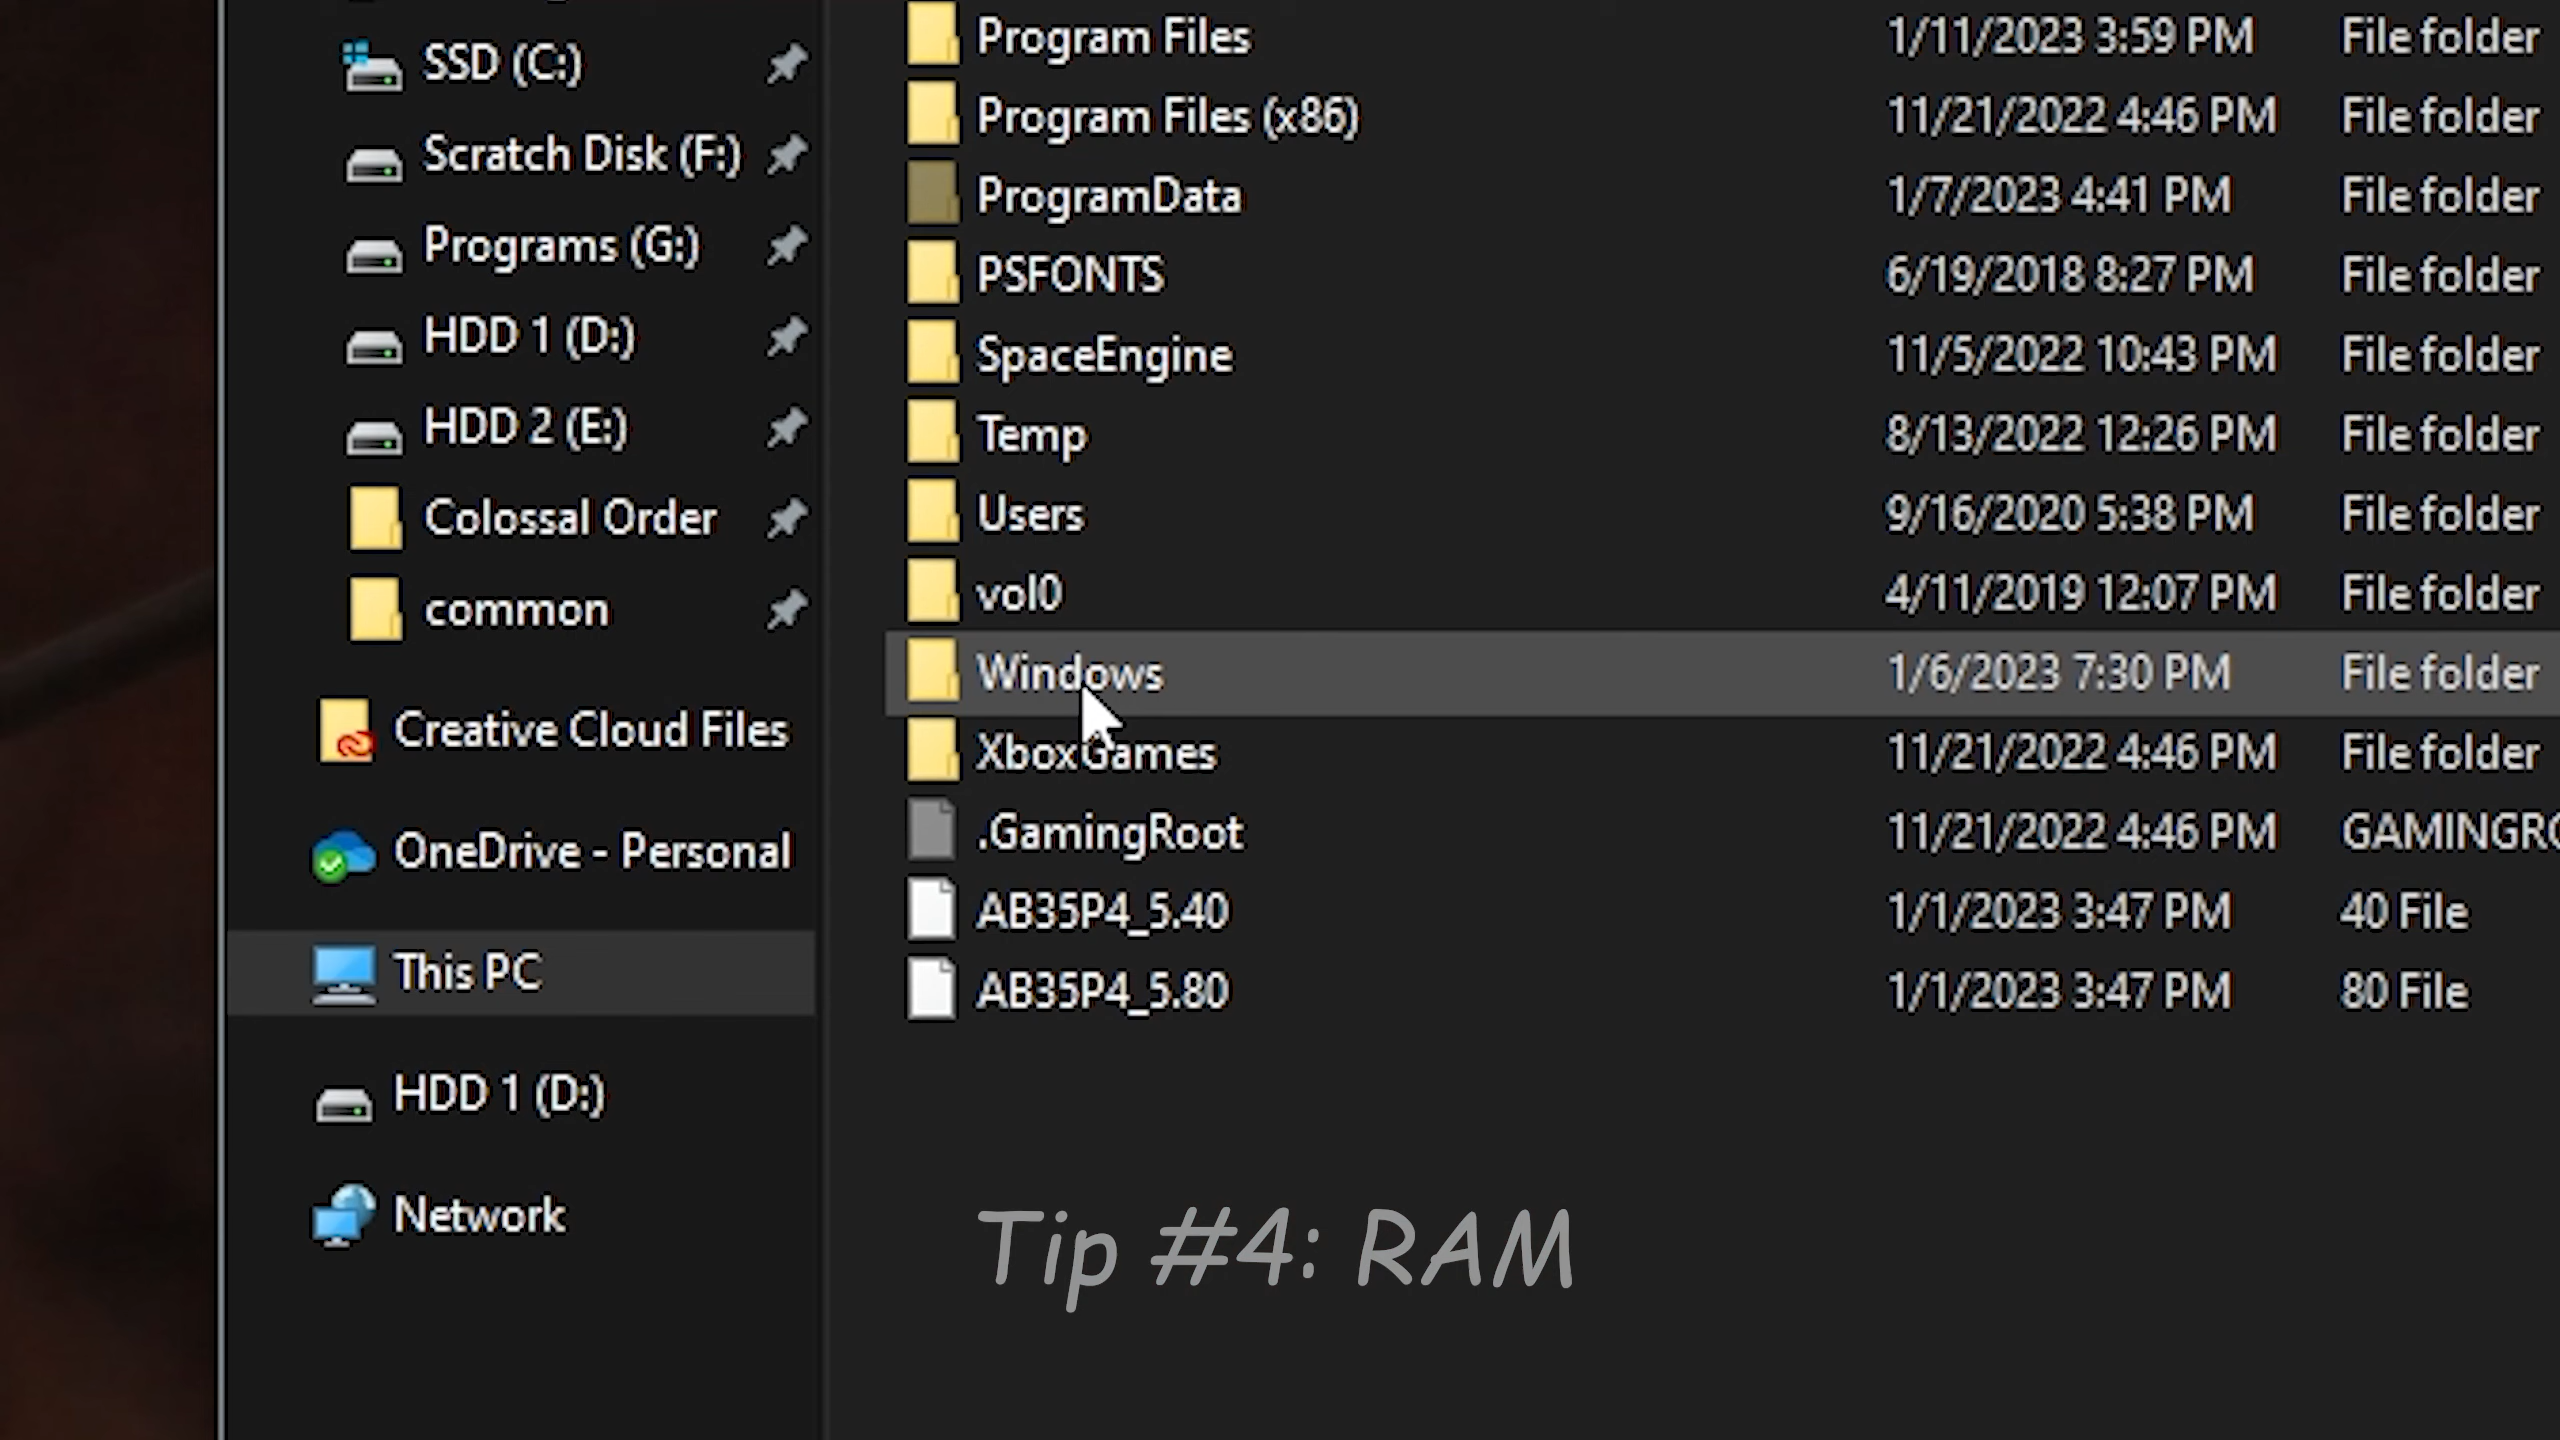 SSD (C:)
Scratch Disk (F:)
Programs (G:)
HDD 1 (D:)
HDD 2 (E:)
Colossal Order
common
Creative Cloud Files
OneDrive - Personal
This PC
HDD 1 (D:)
Network
Program Files 1/11/2023 3:59 PM File folder
Program Files (x86) 11/21/2022 4:46 PM File folder
ProgramData 1/7/2023 4:41 PM File folder
PSFONTS 6/19/2018 8:27 PM File folder
SpaceEngine 11/5/2022 10:43 PM File folder
Temp 8/13/2022 12:26 PM File folder
Users 9/16/2020 5:38 PM File folder
vol0 4/11/2019 12:07 PM File folder
Windows 1/6/2023 7:30 PM File folder
XboxGames 11/21/2022 4:46 PM File folder
.GamingRoot 11/21/2022 4:46 PM GAMINGRO
AB35P4_5.40 1/1/2023 3:47 PM 40 File
AB35P4_5.80 1/1/2023 3:47 PM 80 File
Tip #4: RAM